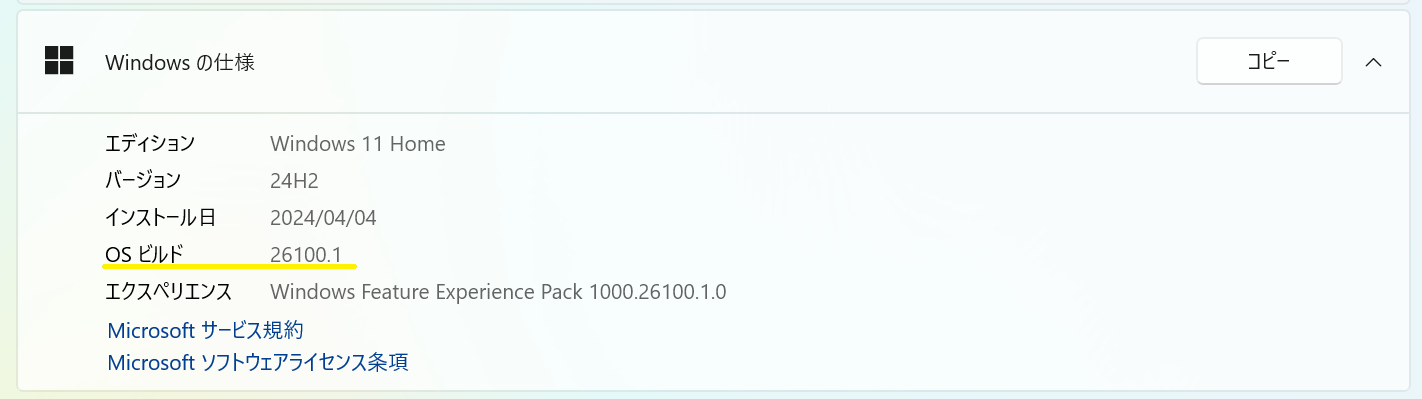 Windows の仕様
コピー
エディション Windows 11 Home
バージョン 24H2
インストール日 2024/04/04
OS ビルド 26100.1
エクスペリエンス Windows Feature Experience Pack 1000.26100.1.0
Microsoft サービス規約
Microsoft ソフトウェアライセンス条項